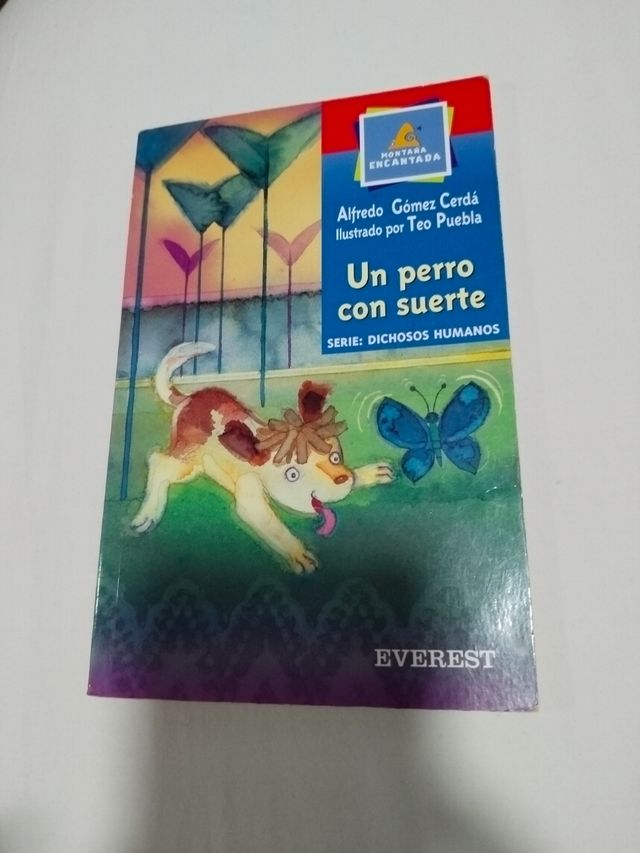 MONTAÑA
ENCANTADA
Alfredo Gómez Cerdá
Ilustrado por Teo Puebla
Un perro
con suerte
SERIE: DICHOSOS HUMANOS
EVEREST